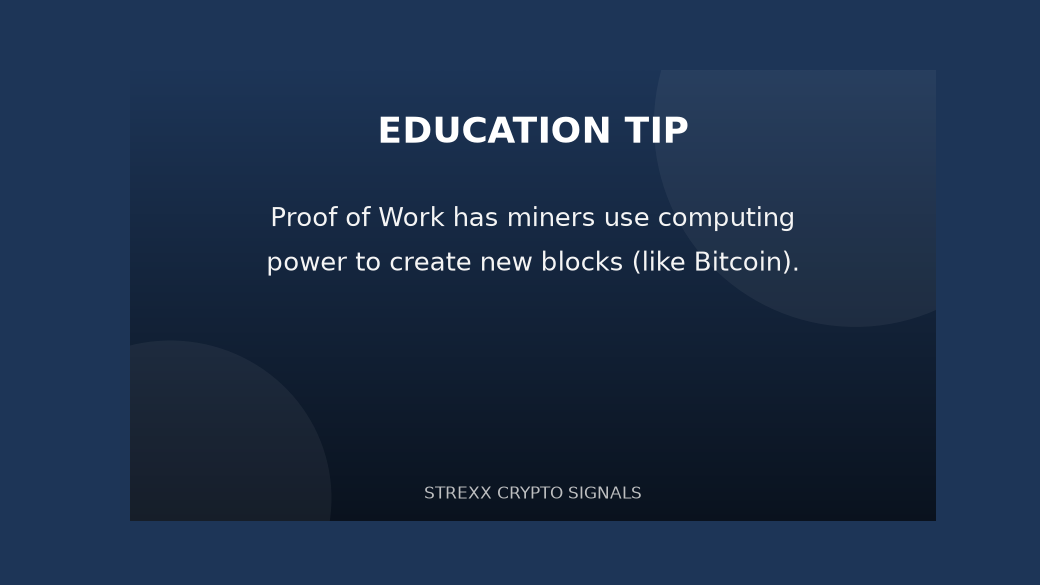 EDUCATION TIP
Proof of Work has miners use computing
power to create new blocks (like Bitcoin).
STREXX CRYPTO SIGNALS